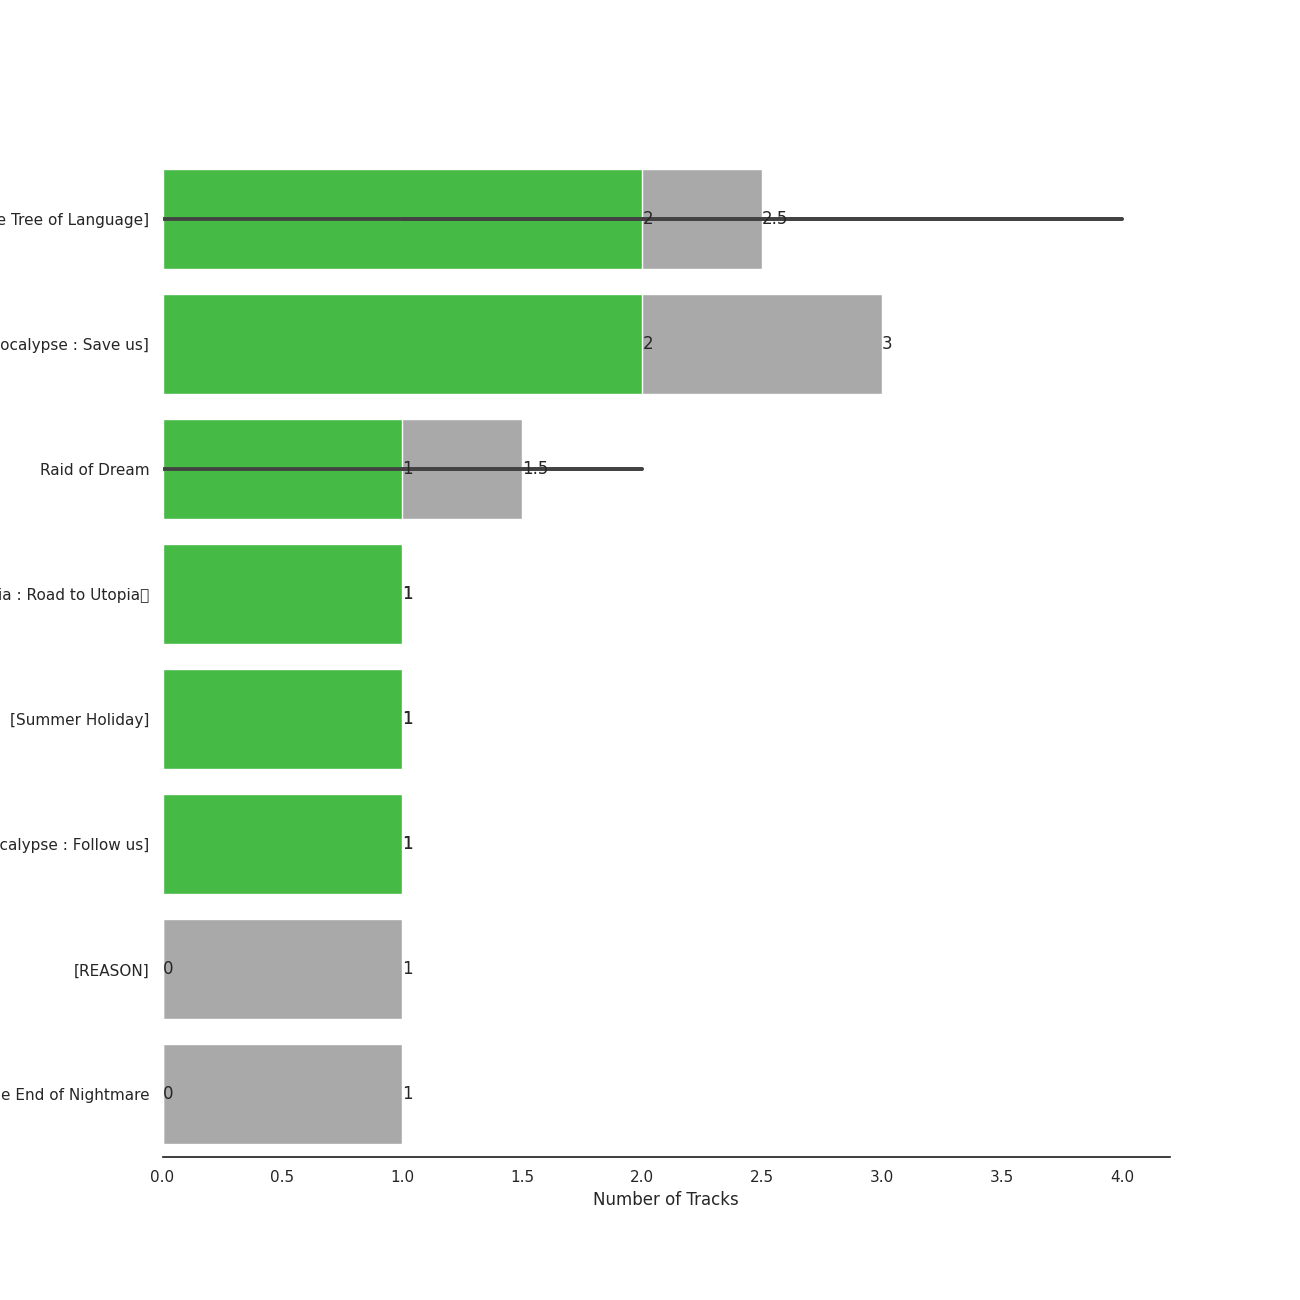 e Tree of Language]
2
2.5
ocalypse : Save us]
2
3
Raid of Dream
1
1.5
ia : Road to Utopia
1
[Summer Holiday]
1
calypse : Follow us]
1
[REASON]
0
1
e End of Nightmare
0
1
0.0 0.5 1.0 1.5 2.0 2.5 3.0 3.5 4.0
Number of Tracks